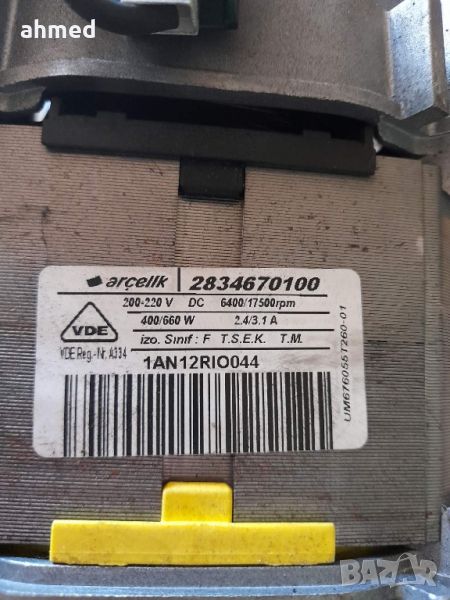 ahmed
arçelik 2834670100
200-220 V DC 6400/17500rpm
400/660 W 2.4/3.1 A
izo. Sınıf : F T.S.E.K. T.M.
VDE
VDE Reg.-Nr. A334
1AN12RIO044
UM676055T260-01
BAZAR